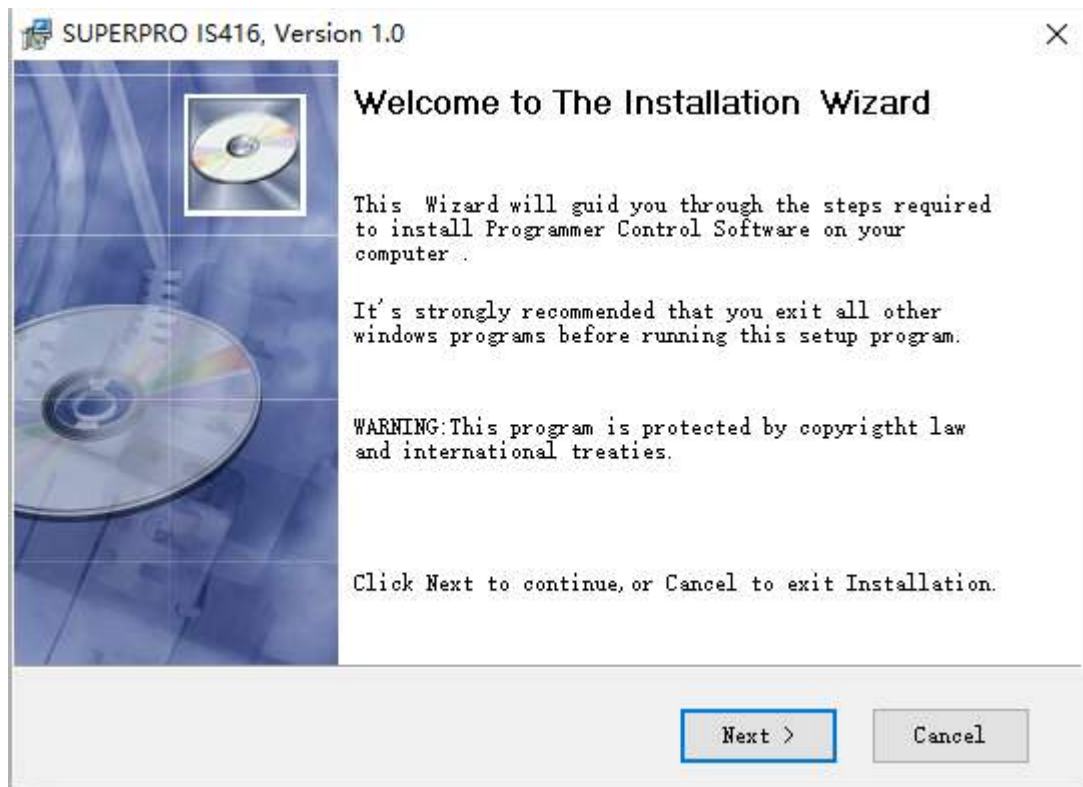 SUPERPRO IS416, Version 1.0
Welcome to The Installation  Wizard
This  Wizard will guid you through the steps required
to install Programmer Control Software on your
computer .
It's strongly recommended that you exit all other
windows programs before running this setup program.
WARNING:This program is protected by copyrigtht law
and international treaties.
Click Next to continue,or Cancel to exit Installation.
Next >
Cancel